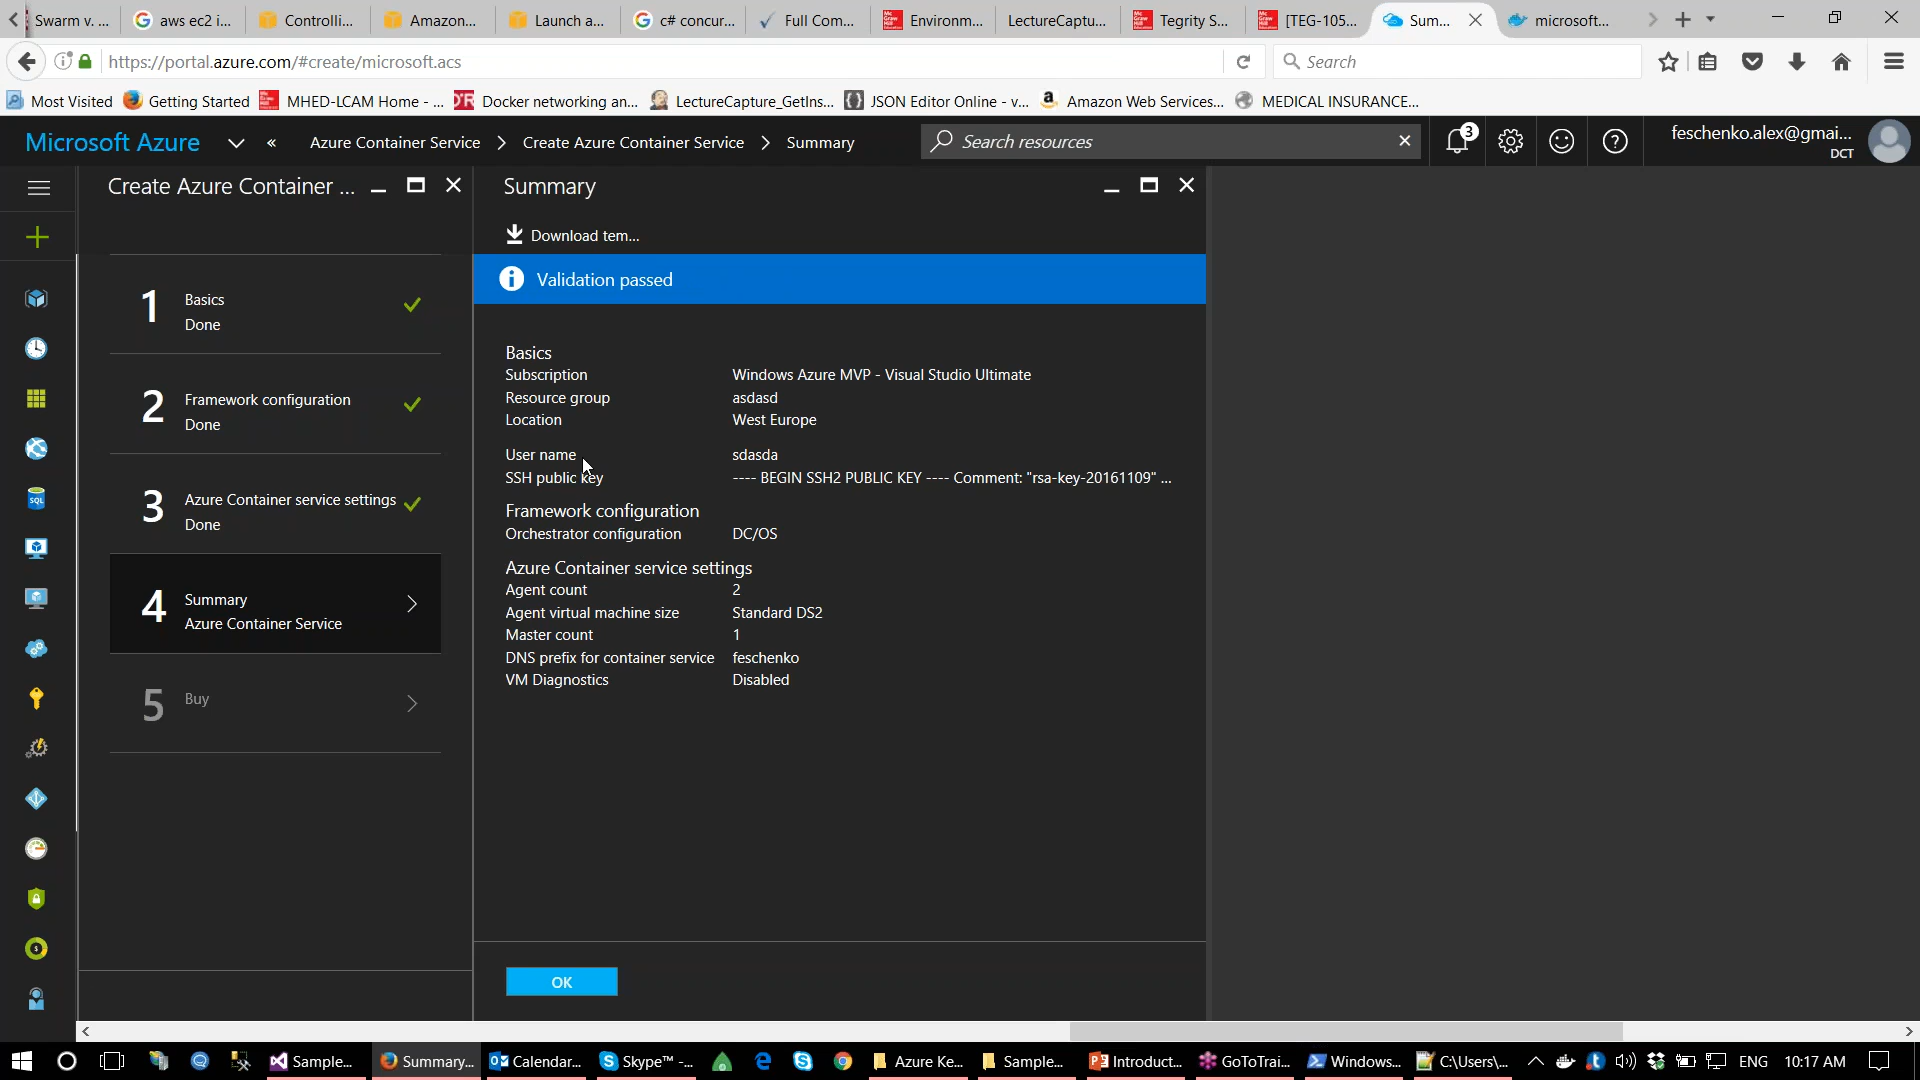 Swarm v. ...
aws ec2 i...
Controlli...
Amazon...
Launch a...
c# concur...
Full Com...
Environm...
LectureCaptu...
Tegrity S...
[TEG-105...
Sum...
microsoft...
https://portal.azure.com/#create/microsoft.acs
Search
Most Visited
Getting Started
MHED-LCAM Home - ...
Docker networking an...
LectureCapture_GetIns...
JSON Editor Online - v...
Amazon Web Services...
MEDICAL INSURANCE...
Microsoft Azure
Azure Container Service > Create Azure Container Service > Summary
Search resources
3
feschenko.alex@gmai...
DCT
Create Azure Container ...
1
Basics
Done
2
Framework configuration
Done
3
Azure Container service settings
Done
4
Summary
Azure Container Service
5
Buy
Summary
Download tem...
Validation passed
Basics
Subscription Windows Azure MVP - Visual Studio Ultimate
Resource group asdasd
Location West Europe
User name sdasda
SSH public key ---- BEGIN SSH2 PUBLIC KEY ---- Comment: "rsa-key-20161109" ...
Framework configuration
Orchestrator configuration DC/OS
Azure Container service settings
Agent count 2
Agent virtual machine size Standard DS2
Master count 1
DNS prefix for container service feschenko
VM Diagnostics Disabled
OK
Sample...
Summary...
Calendar...
Skype™ -...
Azure Ke...
Sample...
Introduct...
GoToTrai...
Windows...
C:\Users\...
ENG
10:17 AM